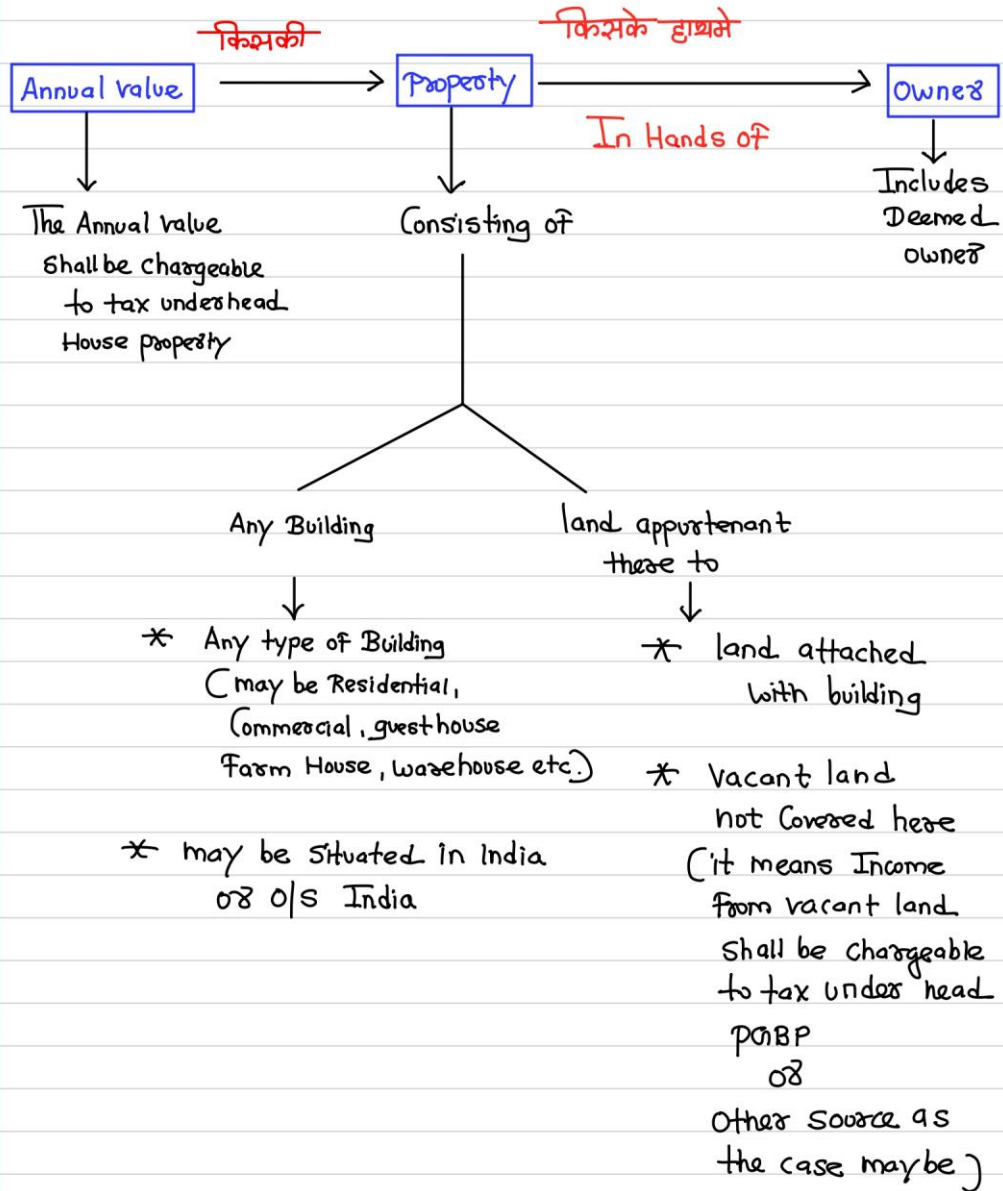 किसकी
किसके हाथमे
Annual value
Property
Owner
In Hands of
The Annual value
shall be chargeable
to tax under head
House property
Consisting of
Includes
Deemed
owner
Any Building
land appurtenant
there to
* Any type of Building
(may be Residential,
Commercial, guest house
Farm House, warehouse etc.)
* may be situated in India
or o/s India
* land attached
with building
* vacant land
not Covered here
(it means Income
from vacant land
shall be chargeable
to tax under head
PGBP
or
Other source as
the case maybe)